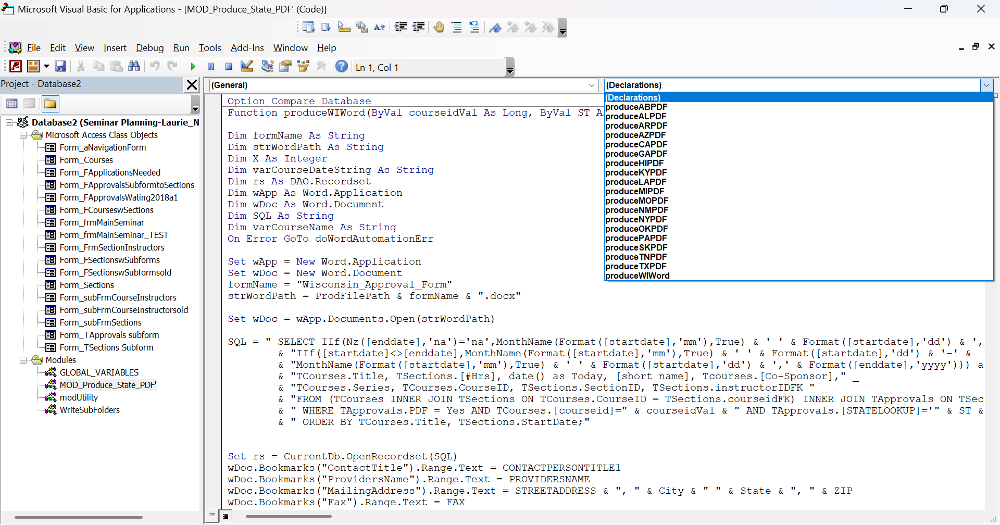 Microsoft Visual Basic for Applications - [MOD_Produce_State_PDF' (Code)]
File Edit View Insert Debug Run Tools Add-Ins Window Help
Ln 1, Col 1
Project - Database2
Database2 (Seminar Planning-Laurie_N
Microsoft Access Class Objects
Form_aNavigationForm
Form_Courses
Form_FApplicationsNeeded
Form_FApprovalsSubformtoSections
Form_FApprovalsWating2018a1
Form_FCourseswSections
Form_frmMainSeminar
Form_frmMainSeminar_TEST
Form_FrmSectionInstructors
Form_FSectionswSubforms
Form_FSectionswSubformsold
Form_Sections
Form_subFrmCourseInstructors
Form_subFrmCourseInstructorsold
Form_subFrmSections
Form_TApprovals subform
Form_TSections Subform
Modules
GLOBAL_VARIABLES
MOD_Produce_State_PDF'
modUtility
WriteSubFolders
(General)
(Declarations)
(Declarations)
produceABPDF
produceALPDF
produceARPDF
produceAZPDF
produceCAPDF
produceGAPDF
produceHIPDF
produceKYPDF
produceLAPDF
produceMIPDF
produceMOPDF
produceNMPDF
produceNYPDF
produceOKPDF
producePAPDF
produceSKPDF
produceTNPDF
produceTXPDF
produceWIWord
Option Compare Database
Function produceWIWord(ByVal courseidVal As Long, ByVal ST A
Dim formName As String
Dim strWordPath As String
Dim X As Integer
Dim varCourseDateString As String
Dim rs As DAO.Recordset
Dim wApp As Word.Application
Dim wDoc As Word.Document
Dim SQL As String
Dim varCourseName As String
On Error GoTo doWordAutomationErr
Set wApp = New Word.Application
Set wDoc = New Word.Document
formName = "Wisconsin_Approval_Form"
strWordPath = ProdFilePath & formName & ".docx"
Set wDoc = wApp.Documents.Open(strWordPath)
SQL = " SELECT IIf(Nz([enddate],'na')='na',MonthName(Format([startdate],'mm'),True) & ' ' & Format([startdate],'dd') & ',
& "IIf([startdate]<>[enddate],MonthName(Format([startdate],'mm'),True) & ' ' & Format([startdate],'dd') & '-' &
& "MonthName(Format([startdate],'mm'),True) & ' ' & Format([startdate],'dd') & ',' & Format([enddate],'yyyy'))) a
& "TCourses.Title, TSections.[#Hrs], date() as Today, [short name], Tcourses.[Co-Sponsor]," _
& "TCourses.Series, TCourses.CourseID, TSections.SectionID, TSections.instructorIDFK " _
& "FROM (TCourses INNER JOIN TSections ON TCourses.CourseID = TSections.courseidFK) INNER JOIN TApprovals ON TSec
& " WHERE TApprovals.PDF = Yes AND TCourses.[courseid]=" & courseidVal & " AND TApprovals.[STATELOOKUP]='" & ST &
& " ORDER BY TCourses.Title, TSections.StartDate;"
Set rs = CurrentDb.OpenRecordset(SQL)
wDoc.Bookmarks("ContactTitle").Range.Text = CONTACTPERSONTITLE1
wDoc.Bookmarks("ProvidersName").Range.Text = PROVIDERSNAME
wDoc.Bookmarks("MailingAddress").Range.Text = STREETADDRESS & ", " & City & " " & State & ", " & ZIP
wDoc.Bookmarks("Fax").Range.Text = FAX